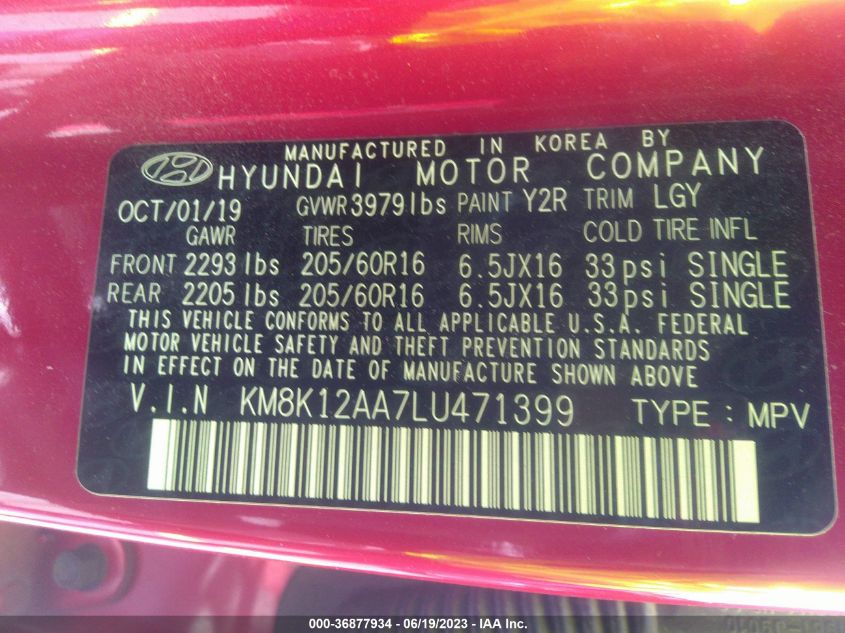 MANUFACTURED IN KOREA BY
HYUNDAI MOTOR COMPANY
OCT/01/19 GVWR 3979lbs PAINT Y2R TRIM LGY
GAWR TIRES RIMS COLD TIRE INFL
FRONT 2293 lbs 205/60R16 6.5JX16 33psi SINGLE
REAR 2205 lbs 205/60R16 6.5JX16 33psi SINGLE
THIS VEHICLE CONFORMS TO ALL APPLICABLE U.S.A. FEDERAL
MOTOR VEHICLE SAFETY AND THEFT PREVENTION STANDARDS
IN EFFECT ON THE DATE OF MANUFACTURE SHOWN ABOVE
V.I.N KM8K12AA7LU471399 TYPE : MPV
000-36877934 - 06/19/2023 - IAA Inc.